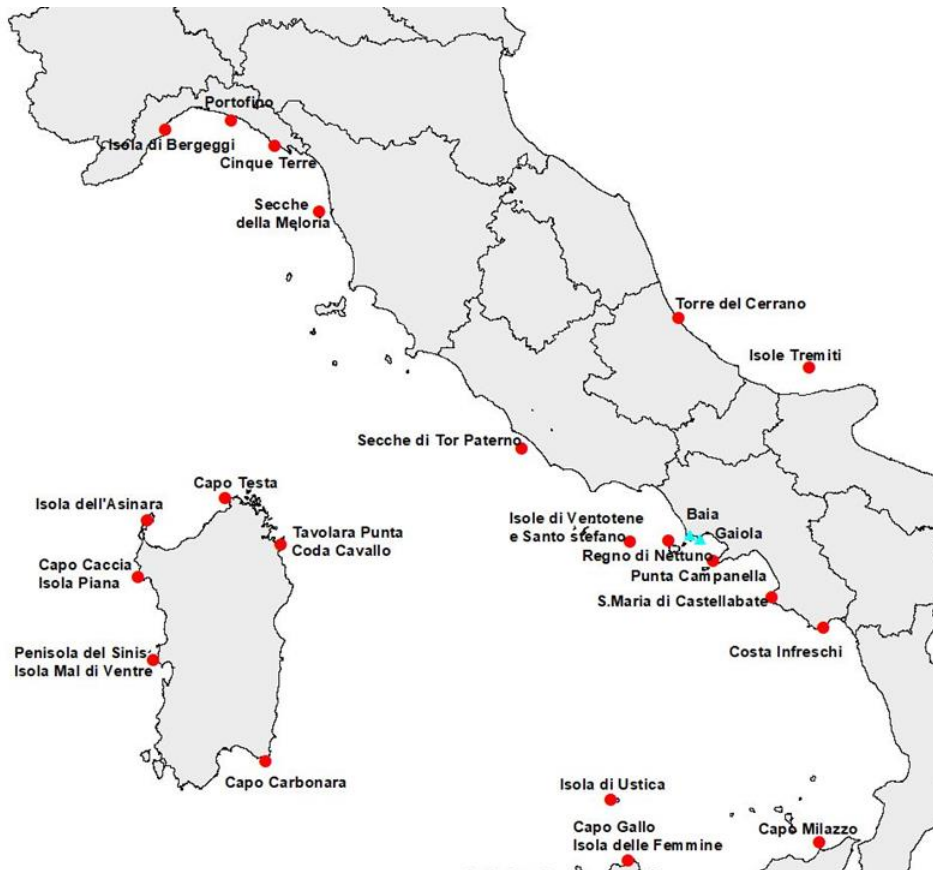 Portofino
Isola di Bergeggi
Cinque Terre
Secche
della Meloria
Torre del Cerrano
Isole Tremiti
Secche di Tor Paterno
Capo Testa
Isola dell'Asinara
Tavolara Punta
Coda Cavallo
Baia
Isole di Ventotene
e Santo stefano
Gaiola
Regno di Nettuno
Capo Caccia
Isola Piana
Punta Campanella
S.Maria di Castellabate
Penisola del Sinis
Isola Mal di Ventre
Costa Infreschi
Capo Carbonara
Isola di Ustica
Capo Gallo
Isola delle Femmine
Capo Milazzo